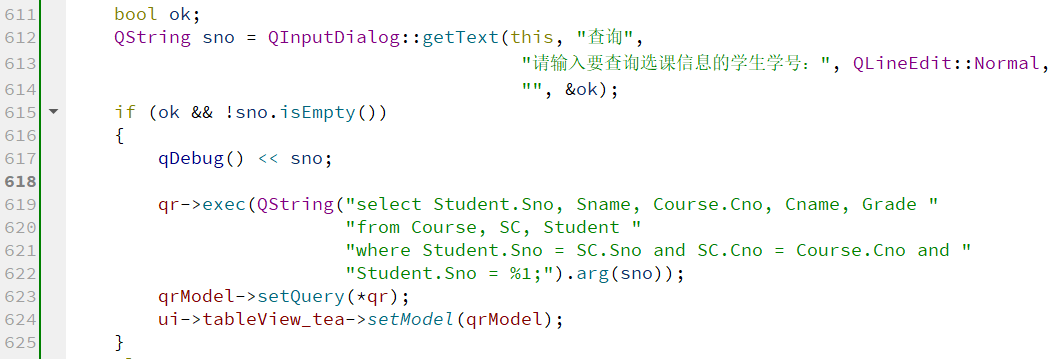 611 bool ok;
612 QString sno = QInputDialog::getText(this, "查询",
613 "请输入要查询选课信息的学生学号：", QLineEdit::Normal,
614 "", &ok);
615 if (ok && !sno.isEmpty())
616 {
617 qDebug() << sno;
618
619 qr->exec(QString("select Student.Sno, Sname, Course.Cno, Cname, Grade "
620 "from Course, SC, Student "
621 "where Student.Sno = SC.Sno and SC.Cno = Course.Cno and "
622 "Student.Sno = %1;").arg(sno));
623 qrModel->setQuery(*qr);
624 ui->tableView_tea->setModel(qrModel);
625 }